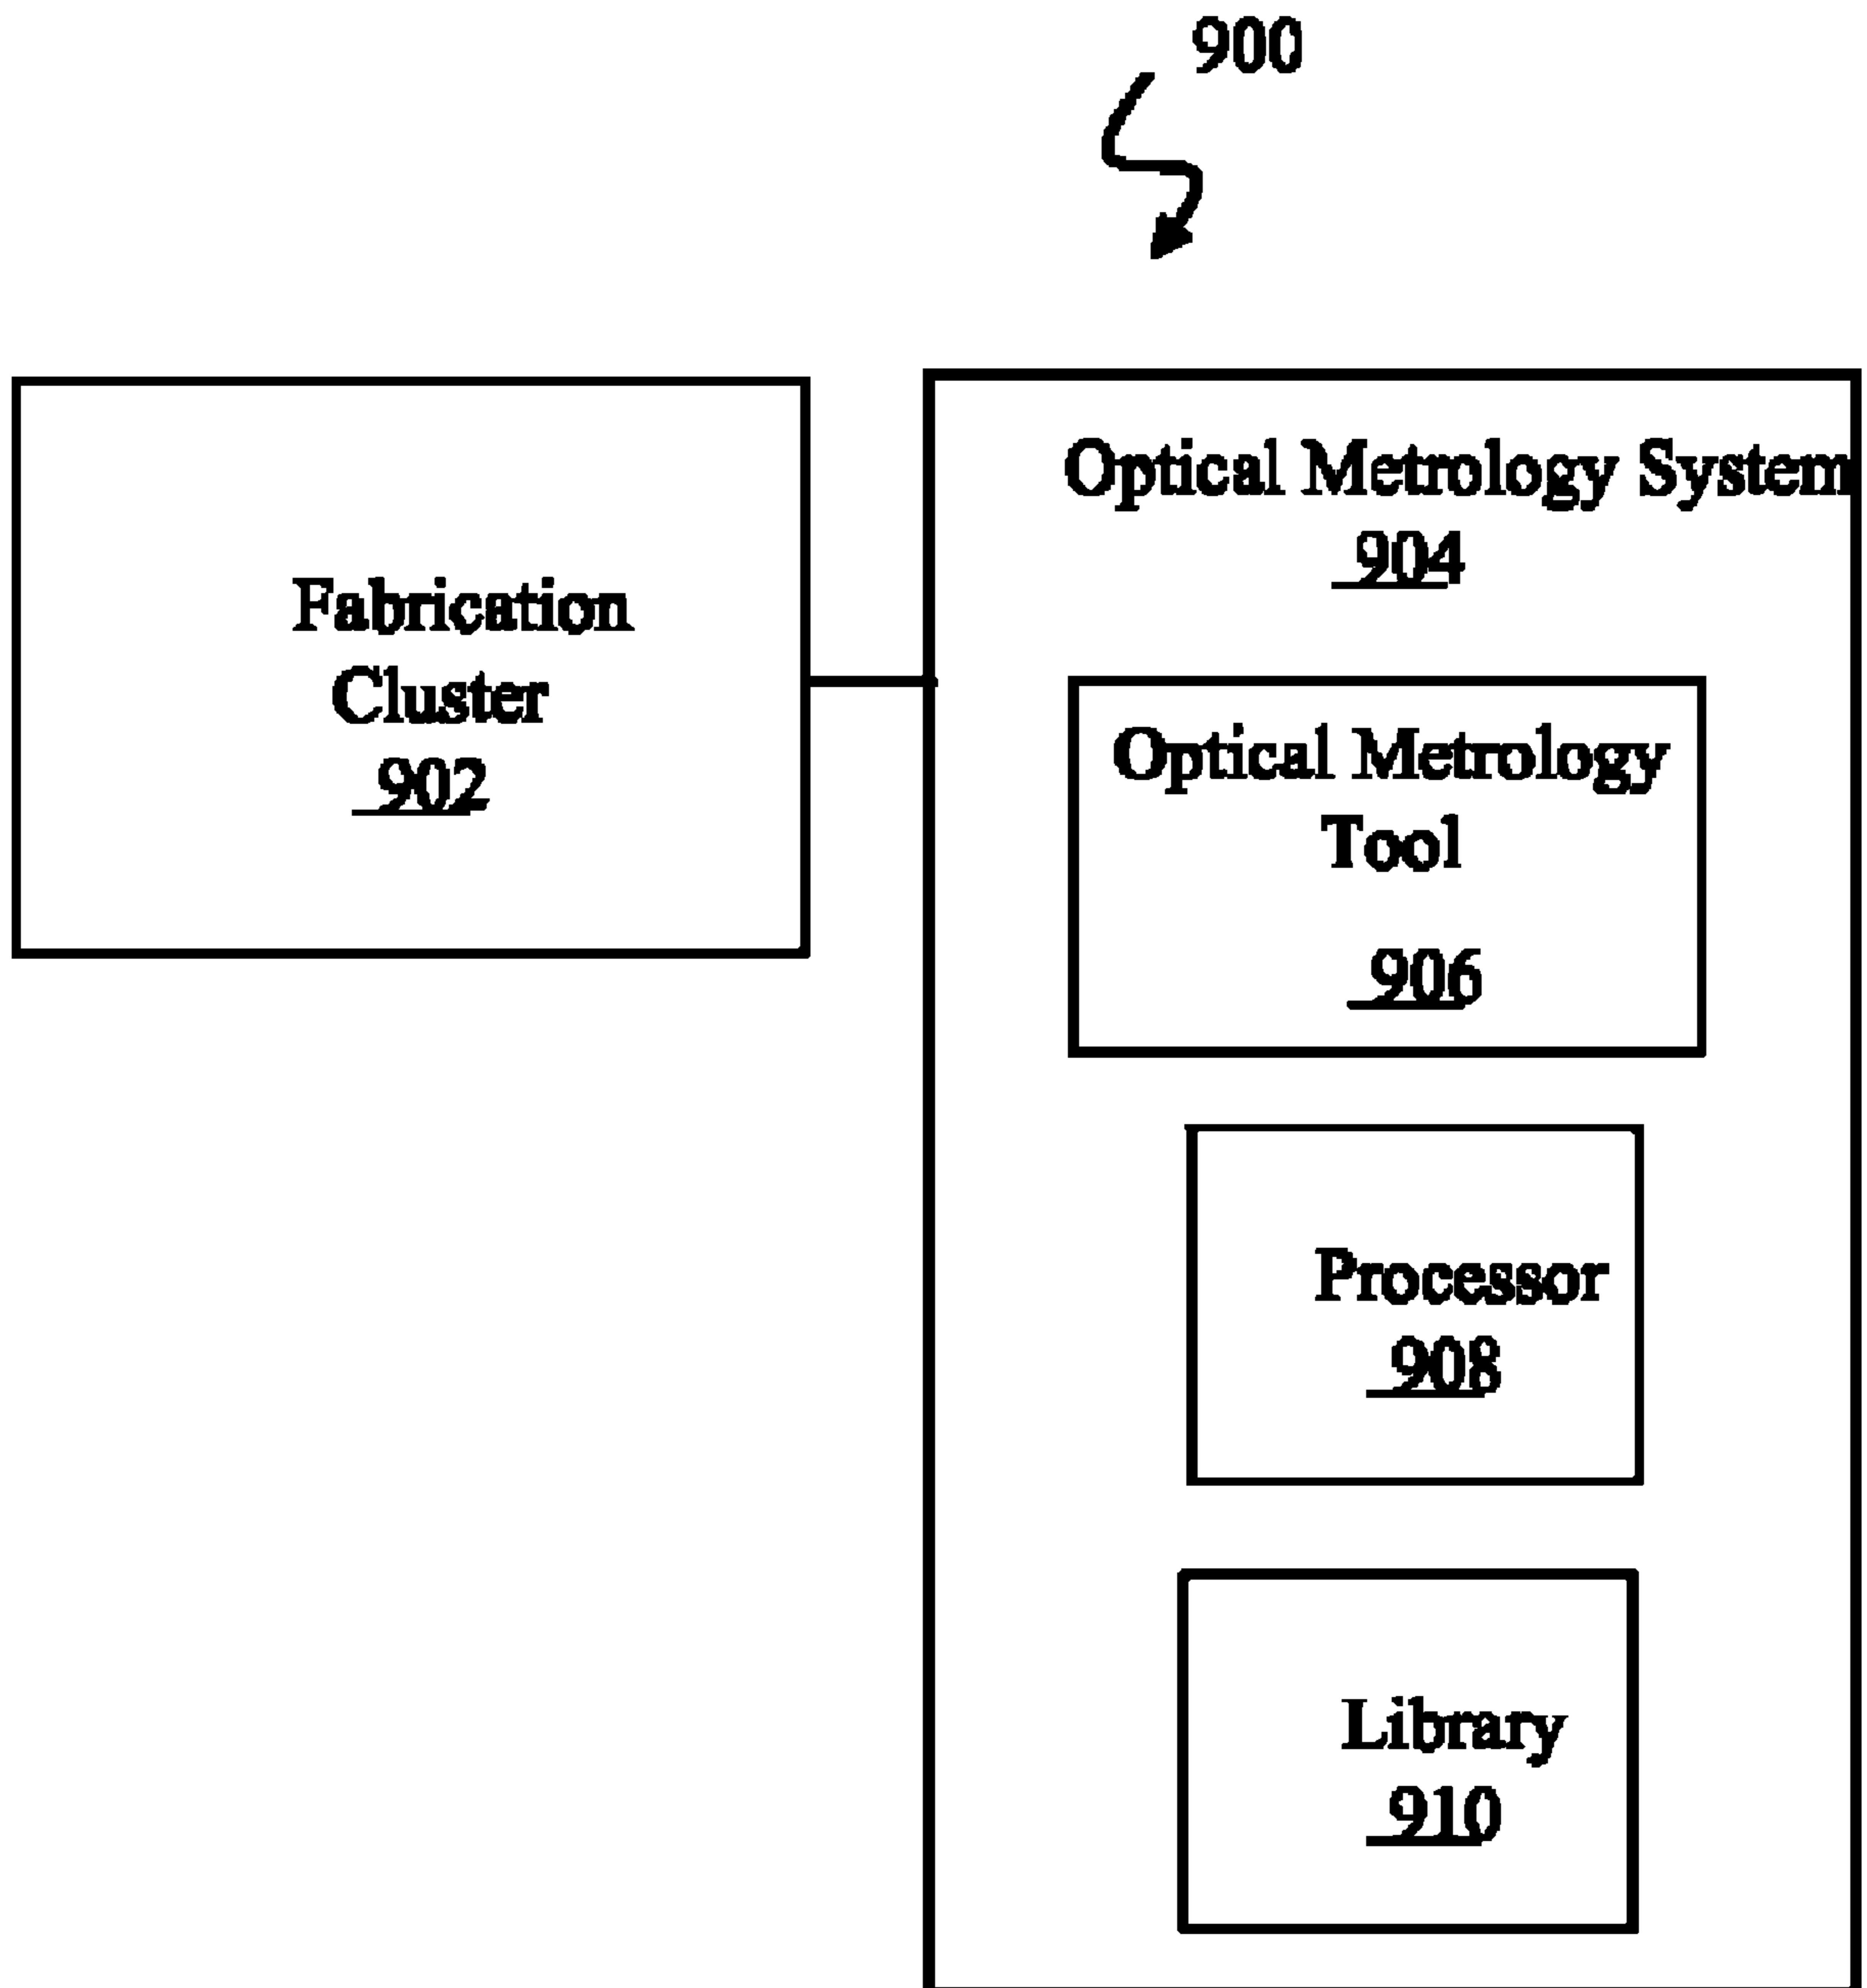 900
Fabrication
Cluster
902
Optical Metrology System
904
Optical Metrology
Tool
906
Processor
908
Library
910